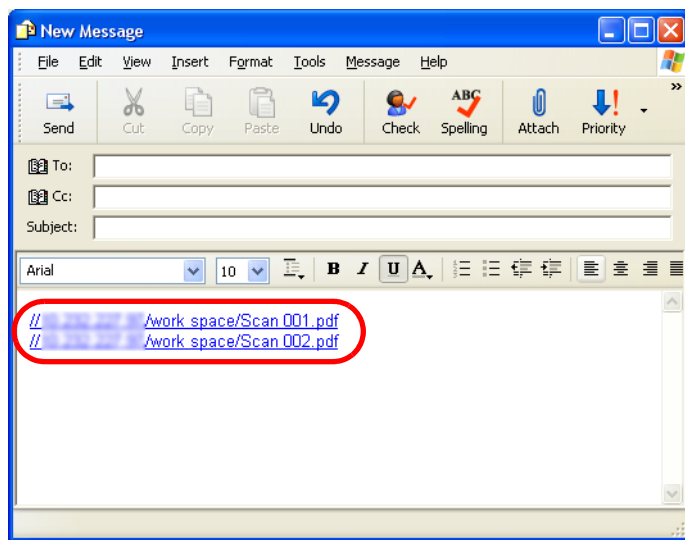 New Message
File Edit View Insert Format Tools Message Help
Send Cut Copy Paste Undo Check ABC Spelling Attach Priority »
To:
Cc:
Subject:
Arial 10 B I U A
// /work space/Scan 001.pdf
// /work space/Scan 002.pdf